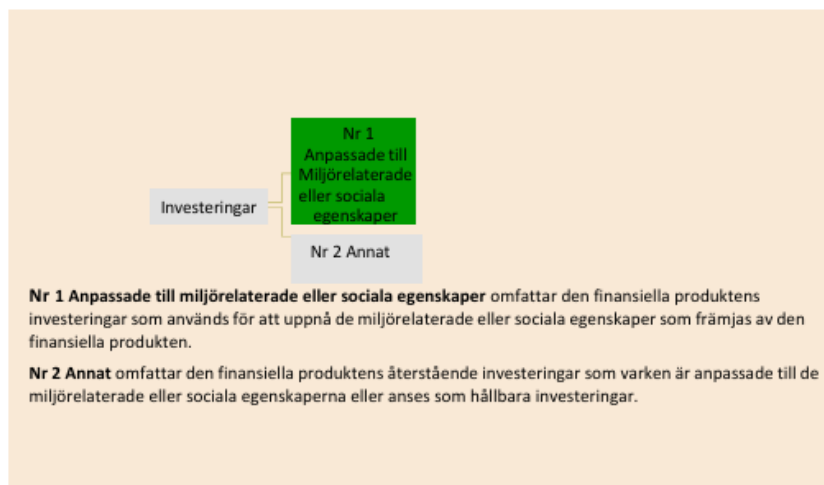 Nr 1
Anpassade till
Miljörelaterade
eller sociala
egenskaper
Investeringar
Nr 2 Annat
Nr 1 Anpassade till miljörelaterade eller sociala egenskaper omfattar den finansiella produktens
investeringar som används för att uppnå de miljörelaterade eller sociala egenskaper som främjas av den
finansiella produkten.
Nr 2 Annat omfattar den finansiella produktens återstående investeringar som varken är anpassade till de
miljörelaterade eller sociala egenskaperna eller anses som hållbara investeringar.